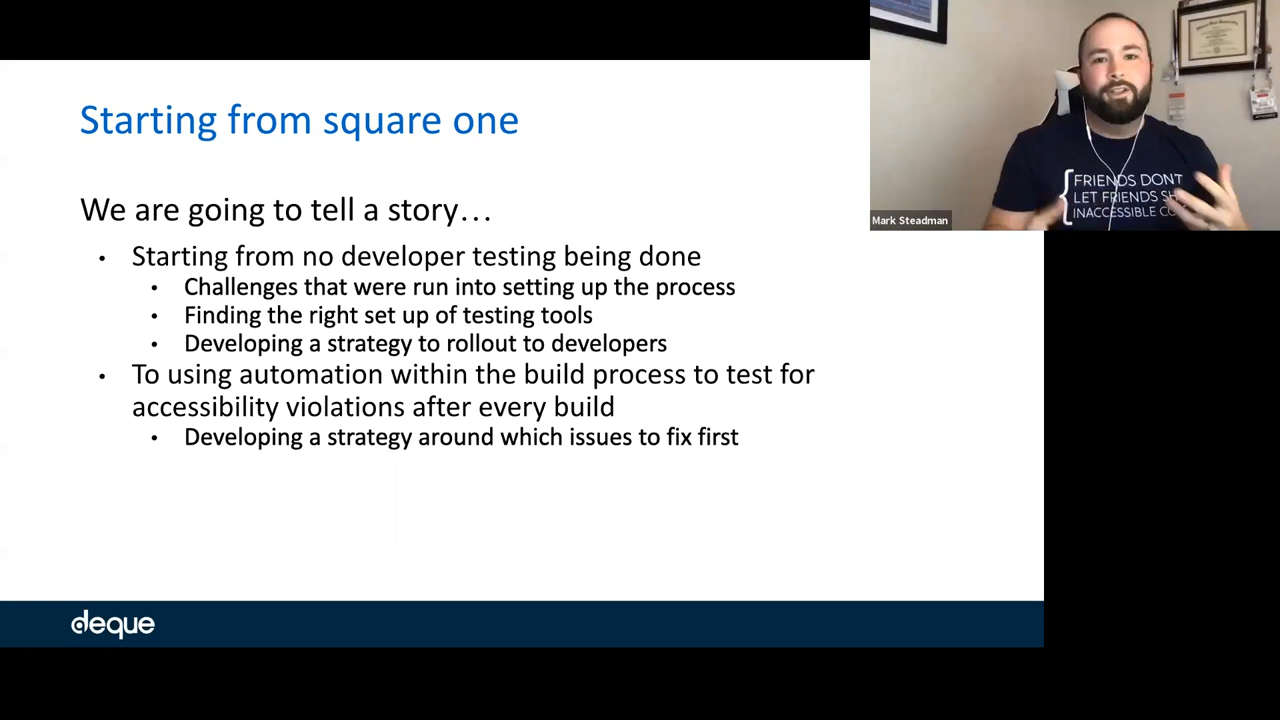 Starting from square one
We are going to tell a story…
• Starting from no developer testing being done
• Challenges that were run into setting up the process
• Finding the right set up of testing tools
• Developing a strategy to rollout to developers
• To using automation within the build process to test for
accessibility violations after every build
• Developing a strategy around which issues to fix first
deque
{FRIENDS DONT
LET FRIENDS
INACCESSIBLE
Mark Steadman